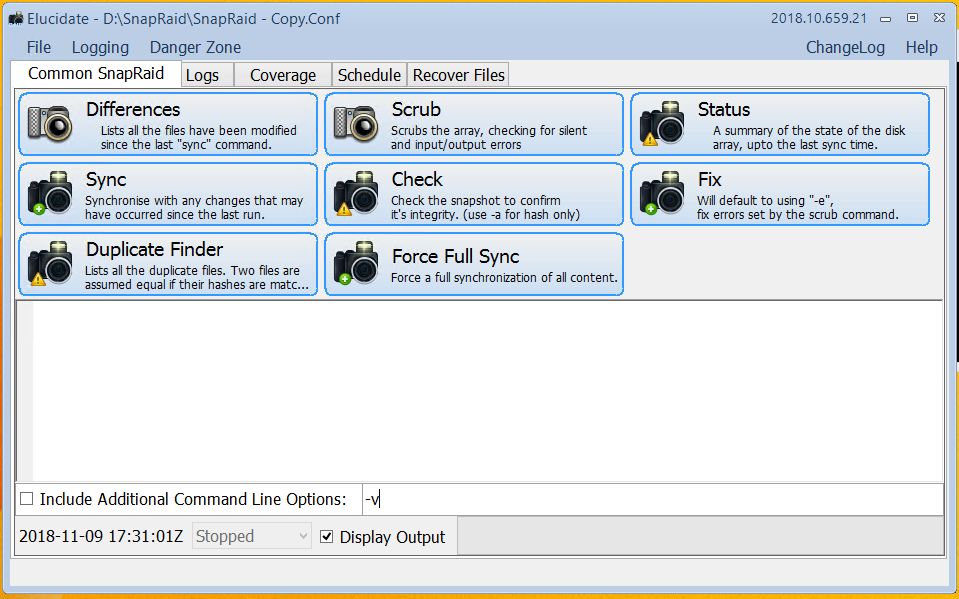 Elucidate - D:\SnapRaid\SnapRaid - Copy.Conf 2018.10.659.21
File Logging Danger Zone ChangeLog Help
Common SnapRaid Logs Coverage Schedule Recover Files
Differences
Lists all the files have been modified
since the last "sync" command.
Scrub
Scrubs the array, checking for silent
and input/output errors
Status
A summary of the state of the disk
array, upto the last sync time.
Sync
Synchronise with any changes that may
have occurred since the last run.
Check
Check the snapshot to confirm
it's integrity. (use -a for hash only)
Fix
Will default to using "-e",
fix errors set by the scrub command.
Duplicate Finder
Lists all the duplicate files. Two files are
assumed equal if their hashes are matc...
Force Full Sync
Force a full synchronization of all content.
Include Additional Command Line Options: -v
2018-11-09 17:31:01Z Stopped Display Output